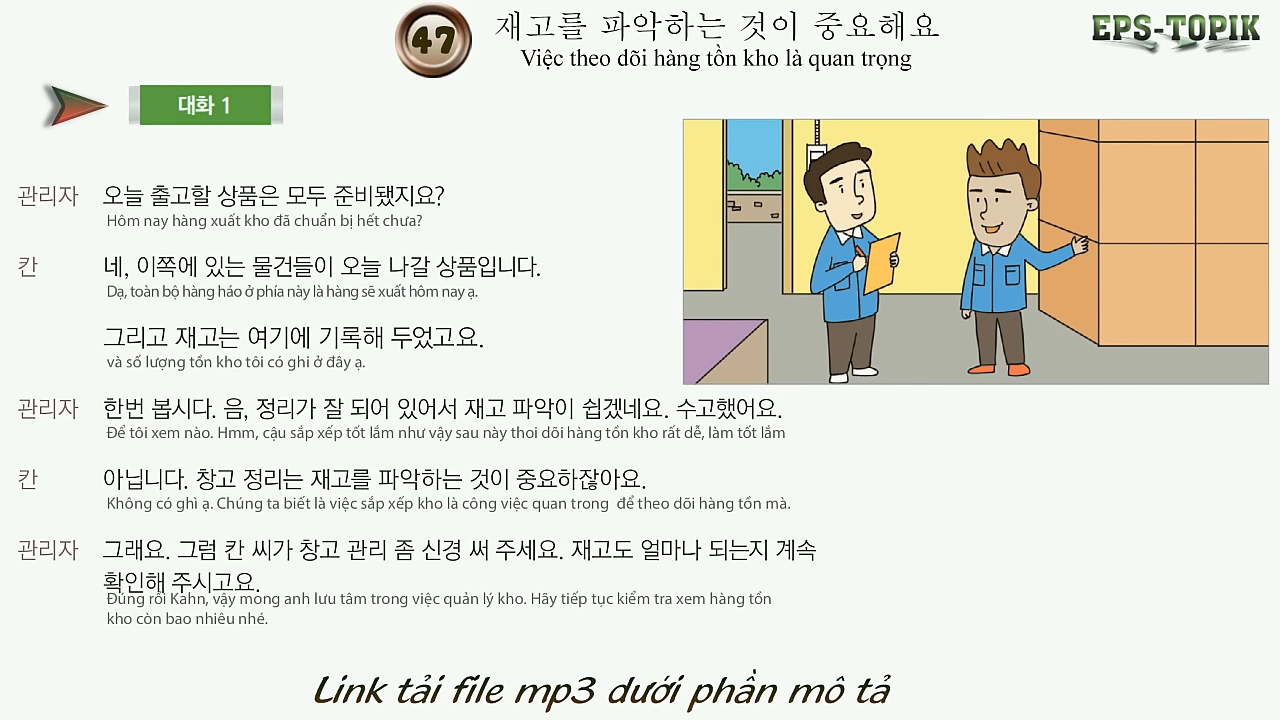 47
재고를 파악하는 것이 중요해요
Việc theo dõi hàng tồn kho là quan trọng
EPS-TOPIK
대화 1
관리자 오늘 출고할 상품은 모두 준비됐지요?
Hôm nay hàng xuất kho đã chuẩn bị hết chưa?
칸 네, 이쪽에 있는 물건들이 오늘 나갈 상품입니다.
Dạ, toàn bộ hàng háo ở phía này là hàng sẽ xuất hôm nay ạ.
그리고 재고는 여기에 기록해 두었고요.
và số lượng tồn kho tôi có ghi ở đây ạ.
관리자 한번 봅시다. 음, 정리가 잘 되어 있어서 재고 파악이 쉽겠네요. 수고했어요.
Để tôi xem nào. Hmm, cậu sắp xếp tốt lắm như vậy sau này thoi dõi hàng tồn kho rất dễ, làm tốt lắm
칸 아닙니다. 창고 정리는 재고를 파악하는 것이 중요하잖아요.
Không có ghì ạ. Chúng ta biết là việc sắp xếp kho là công việc quan trong để theo dõi hàng tồn mà.
관리자 그래요. 그럼 칸 씨가 창고 관리 좀 신경 써 주세요. 재고도 얼마나 되는지 계속
확인해 주시고요.
Đúng rồi Kahn, vậy mong anh lưu tâm trong việc quản lý kho. Hãy tiếp tục kiểm tra xem hàng tồn
kho còn bao nhiêu nhé.
Link tải file mp3 dưới phần mô tả